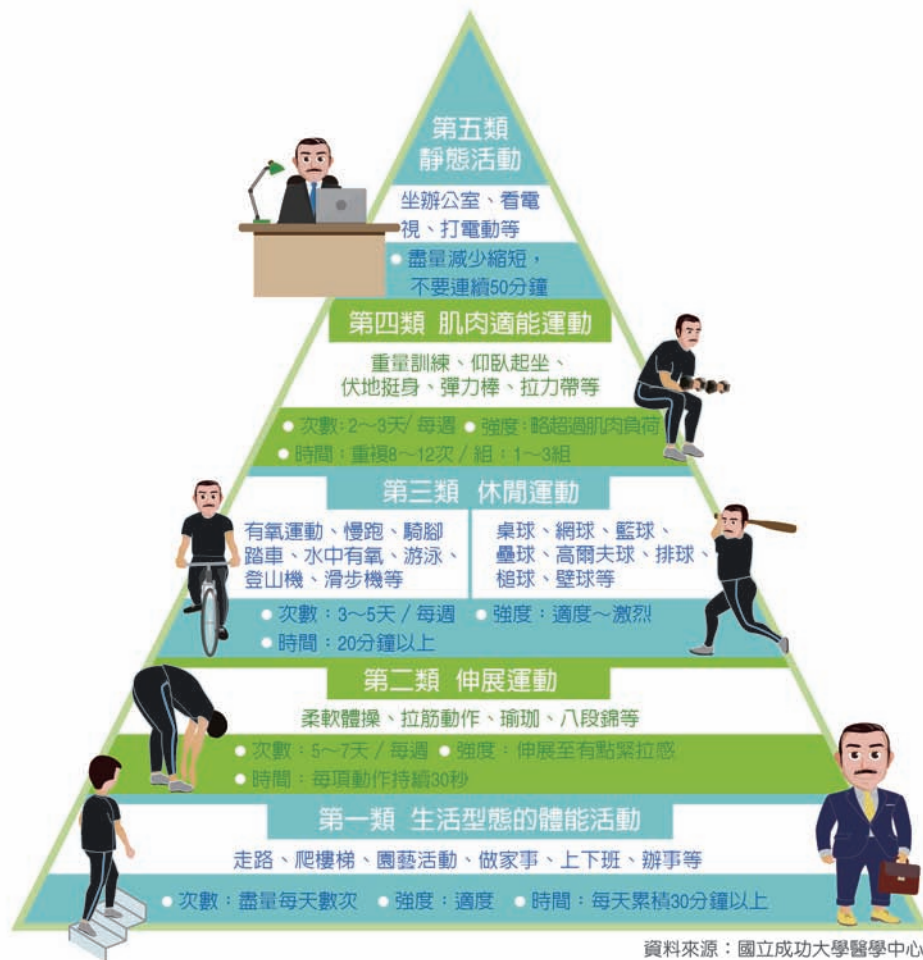 第五類
靜態活動
坐辦公室、看電
視、打電動等
● 盡量減少縮短，
不要連續50分鐘
第四類 肌肉適能運動
重量訓練、仰臥起坐、
伏地挺身、彈力棒、拉力帶等
● 次數：2～3天/ 每週 ● 強度：略超過肌肉負荷
● 時間：重複8～12次 / 組：1～3組
第三類 休閒運動
有氧運動、慢跑、騎腳
踏車、水中有氧、游泳、
登山機、滑步機等
桌球、網球、籃球、
壘球、高爾夫球、排球、
槌球、壁球等
● 次數：3～5天 / 每週 ● 強度：適度～激烈
● 時間：20分鐘以上
第二類 伸展運動
柔軟體操、拉筋動作、瑜珈、八段錦等
● 次數：5～7天 / 每週 ● 強度：伸展至有點緊拉感
● 時間：每項動作持續30秒
第一類 生活型態的體能活動
走路、爬樓梯、園藝活動、做家事、上下班、辦事等
● 次數：盡量每天數次 ● 強度：適度 ● 時間：每天累積30分鐘以上
資料來源：國立成功大學醫學中心